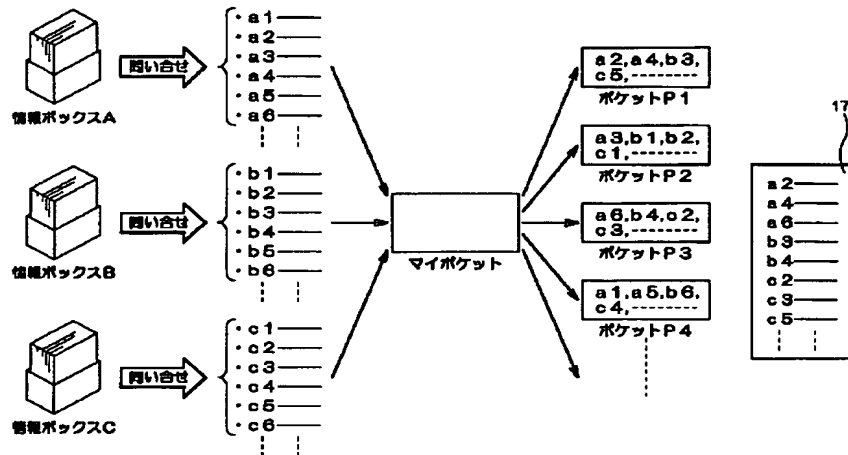 情報ボックスA
問い合せ
・a1
・a2
・a3
・a4
・a5
・a6
情報ボックスB
問い合せ
・b1
・b2
・b3
・b4
・b5
・b6
情報ボックスC
問い合せ
・c1
・c2
・c3
・c4
・c5
・c6
マイポケット
a2,a4,b3,
c5,
ポケットP1
a3,b1,b2,
c1,
ポケットP2
a6,b4,c2,
c3,
ポケットP3
a1,a5,b6,
c4,
ポケットP4
17
a2
a4
a6
b3
b4
c2
c3
c5